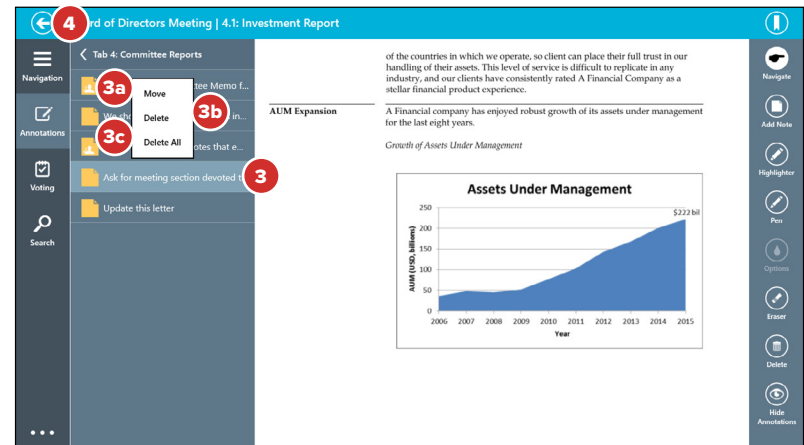 4
rd of Directors Meeting | 4.1: Investment Report
Navigation
Annotations
Voting
Search
Tab 4: Committee Reports
3a
tee Memo f...
Move
3b
We sho
in...
Delete
3c
Delete All
otes that e...
Ask for meeting section devoted t
3
Update this letter
of the countries in which we operate, so client can place their full trust in our
handling of their assets. This level of service is difficult to replicate in any
industry, and our clients have consistently rated A Financial Company as a
stellar financial product experience.
AUM Expansion
A Financial company has enjoyed robust growth of its assets under management
for the last eight years.
Growth of Assets Under Management
Assets Under Management
$222 bil
AUM (USD, billions)
250
200
150
100
50
0
2006 2007 2008 2009 2010 2011 2012 2013 2014 2015
Year
Navigate
Add Note
Highlighter
Pen
Options
Eraser
Delete
Hide
Annotations